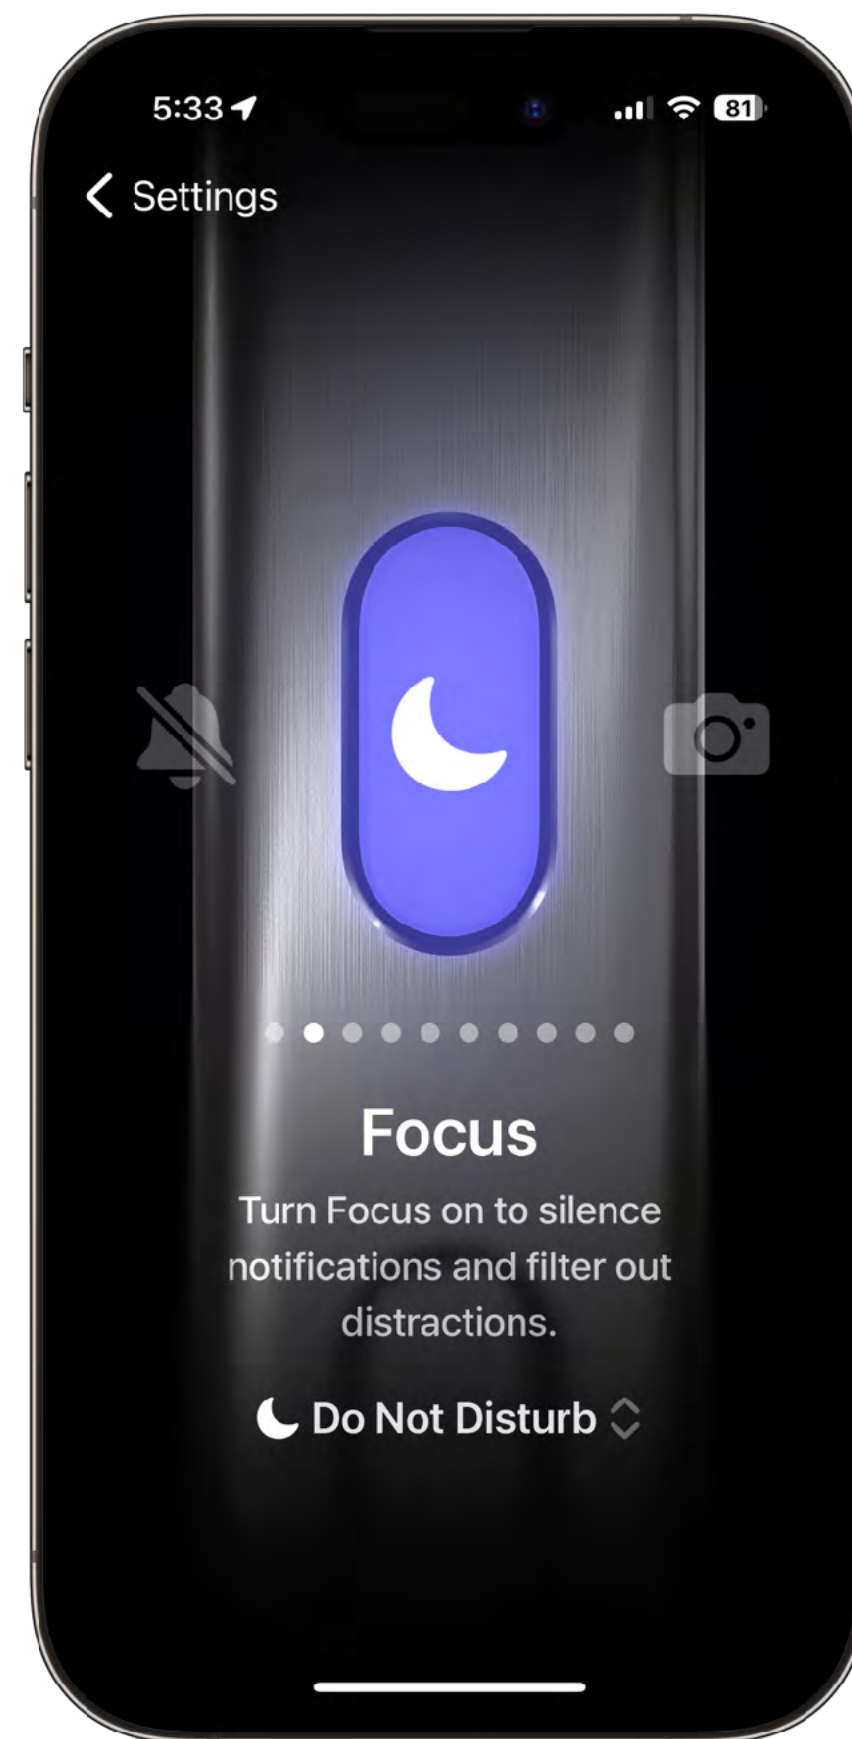 5:33
81
Settings
Focus
Turn Focus on to silence
notifications and filter out
distractions.
Do Not Disturb